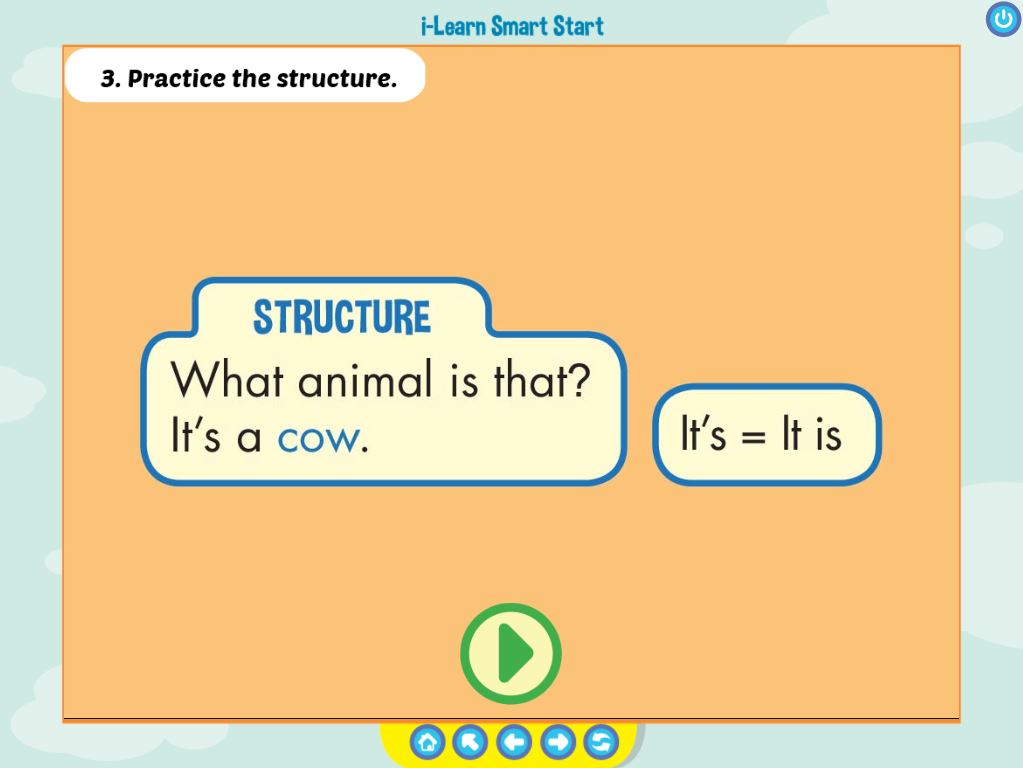 i-Learn Smart Start
3. Practice the structure.
STRUCTURE
What animal is that?
It's a cow.
It's = It is